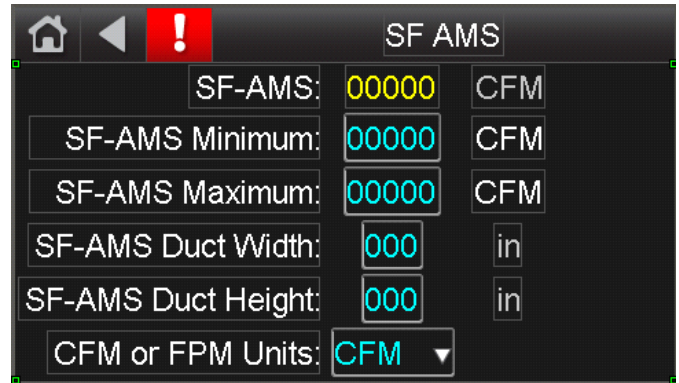 ! SF AMS
SF-AMS: 00000 CFM
SF-AMS Minimum: 00000 CFM
SF-AMS Maximum: 00000 CFM
SF-AMS Duct Width: 000 in
SF-AMS Duct Height: 000 in
CFM or FPM Units: CFM